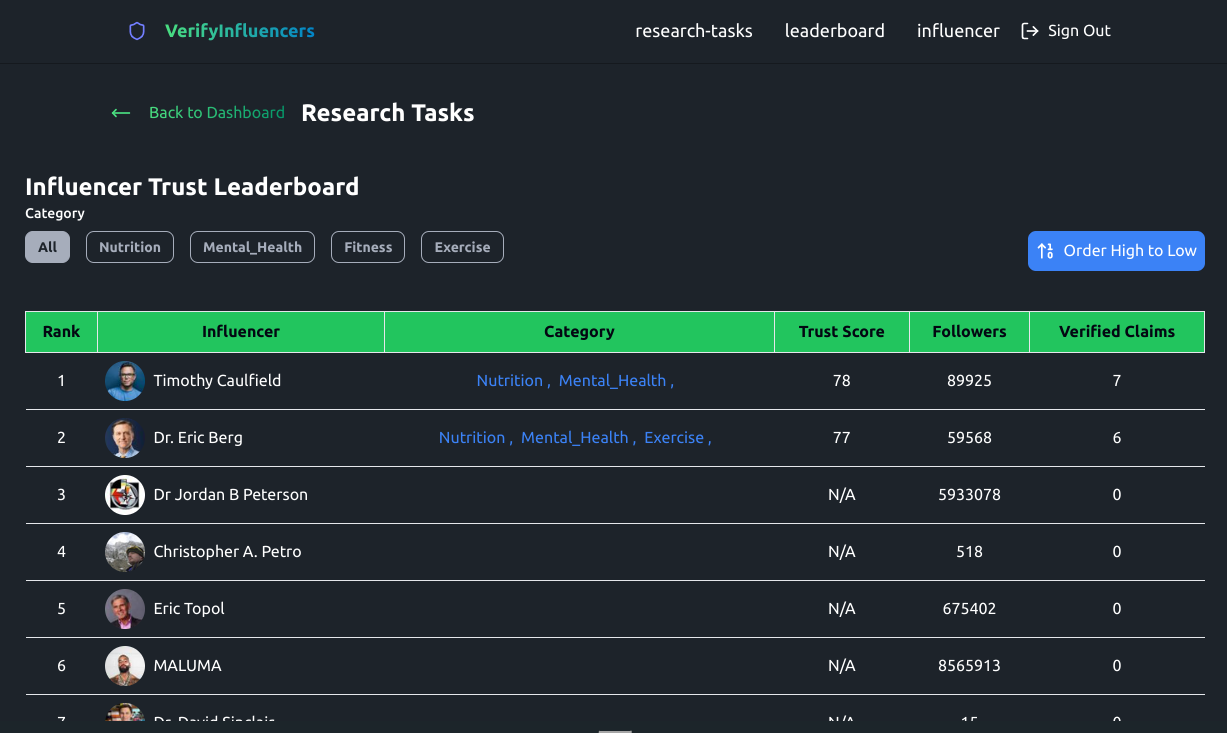 VerifyInfluencers research-tasks leaderboard influencer Sign Out
Back to Dashboard Research Tasks
Influencer Trust Leaderboard
Category
All Nutrition Mental_Health Fitness Exercise Order High to Low
Rank Influencer Category Trust Score Followers Verified Claims
1 Timothy Caulfield Nutrition , Mental_Health , 78 89925 7
2 Dr. Eric Berg Nutrition , Mental_Health , Exercise , 77 59568 6
3 Dr Jordan B Peterson N/A 5933078 0
4 Christopher A. Petro N/A 518 0
5 Eric Topol N/A 675402 0
6 MALUMA N/A 8565913 0
7 Dr. David Sinclair N/A 15 0